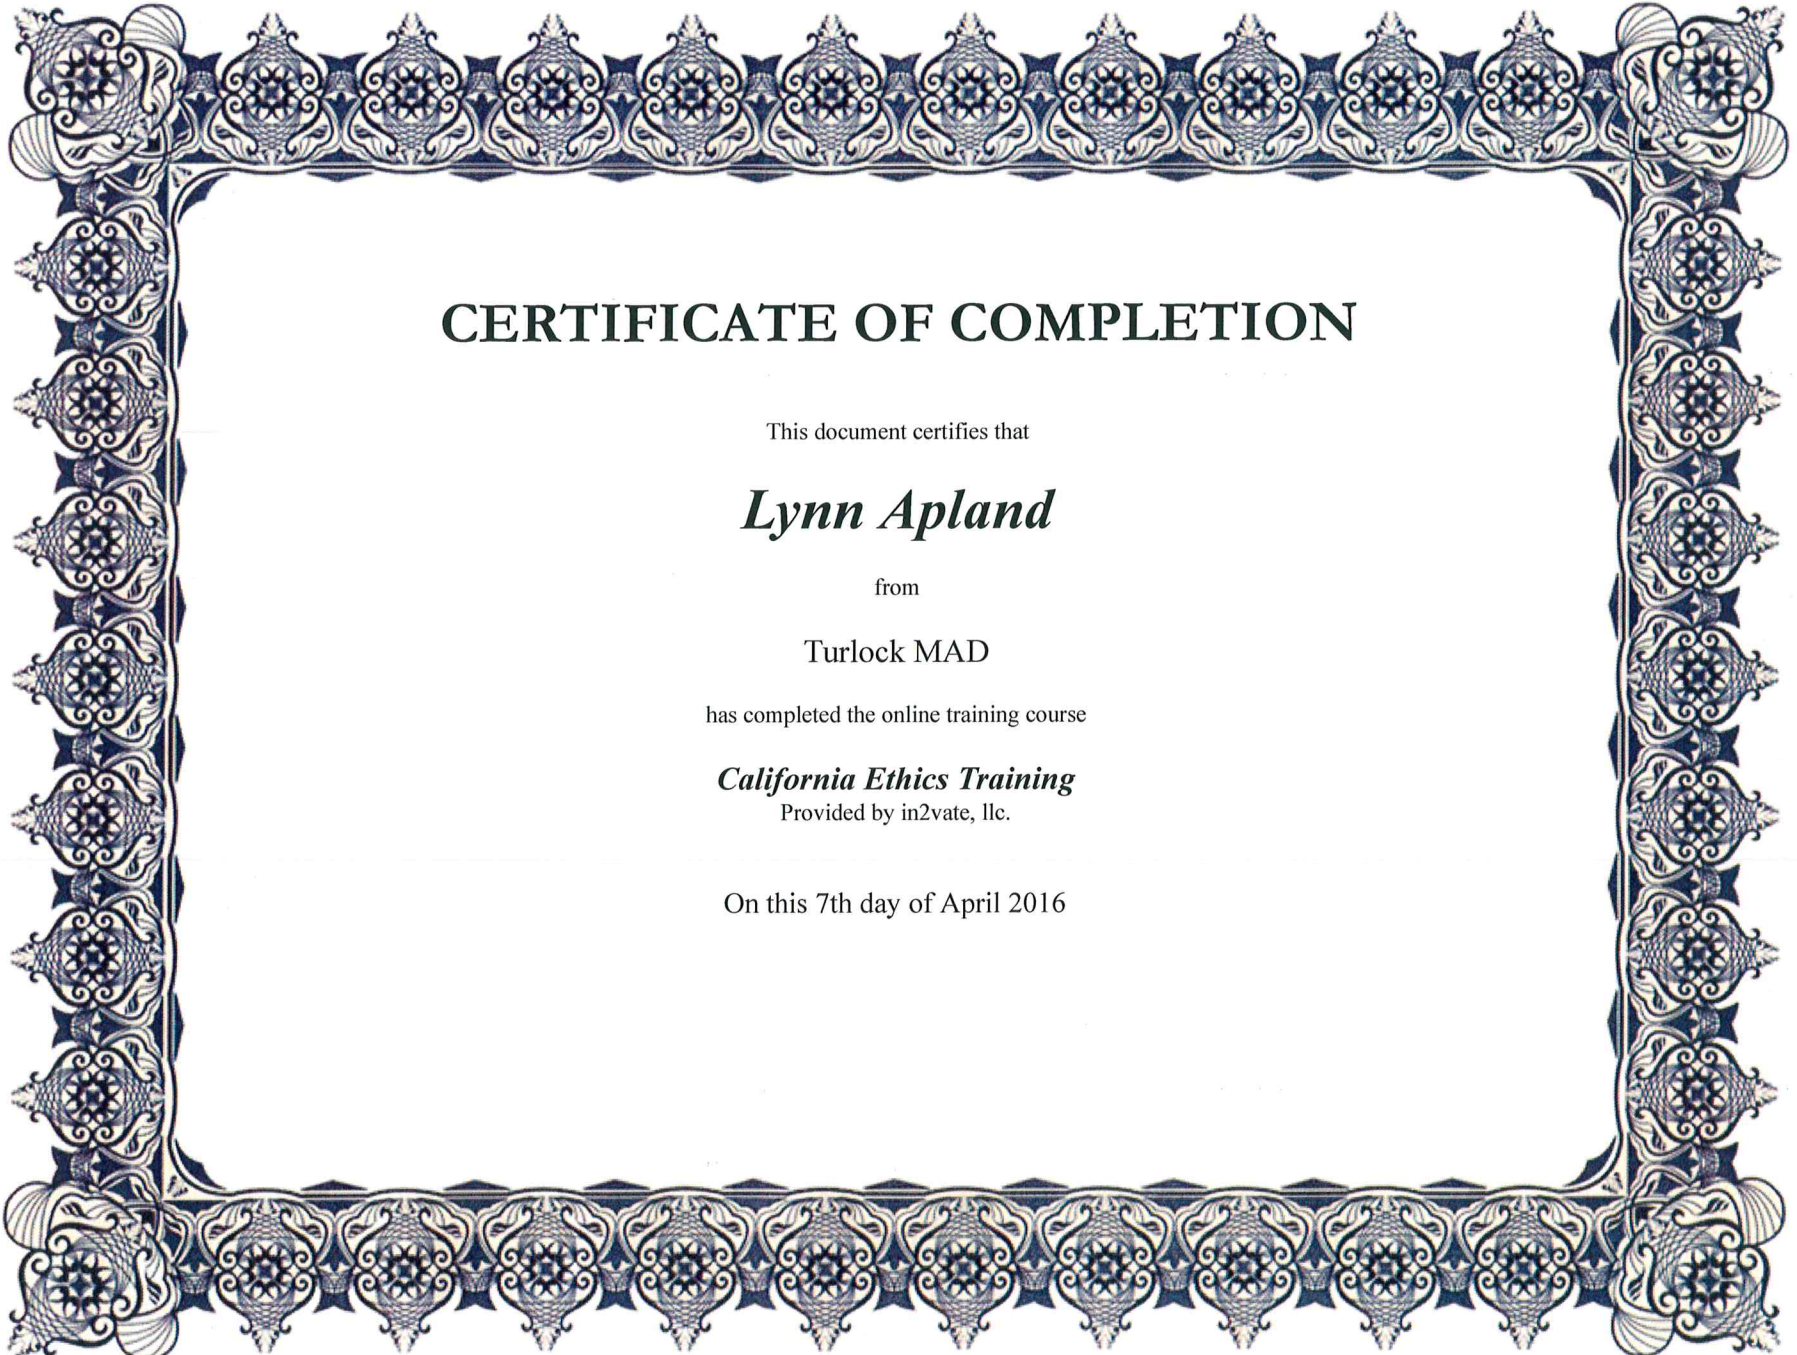 CERTIFICATE OF COMPLETION
This document certifies that
Lynn Apland
from
Turlock MAD
has completed the online training course
California Ethics Training
Provided by in2vate, llc.
On this 7th day of April 2016